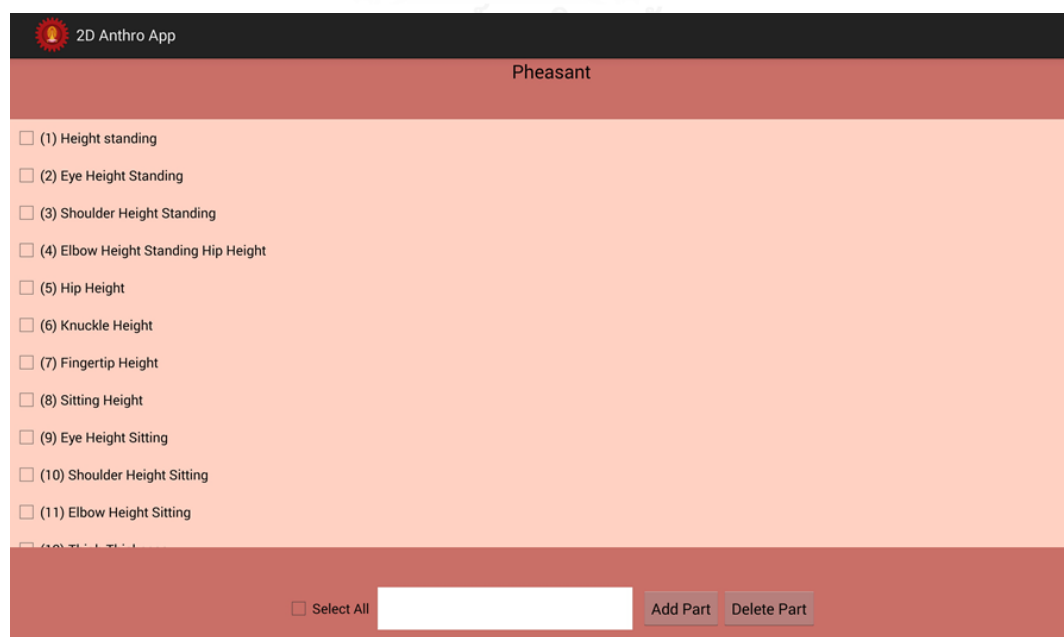 2D Anthro App
Pheasant
(1) Height standing
(2) Eye Height Standing
(3) Shoulder Height Standing
(4) Elbow Height Standing Hip Height
(5) Hip Height
(6) Knuckle Height
(7) Fingertip Height
(8) Sitting Height
(9) Eye Height Sitting
(10) Shoulder Height Sitting
(11) Elbow Height Sitting
Select All Add Part Delete Part